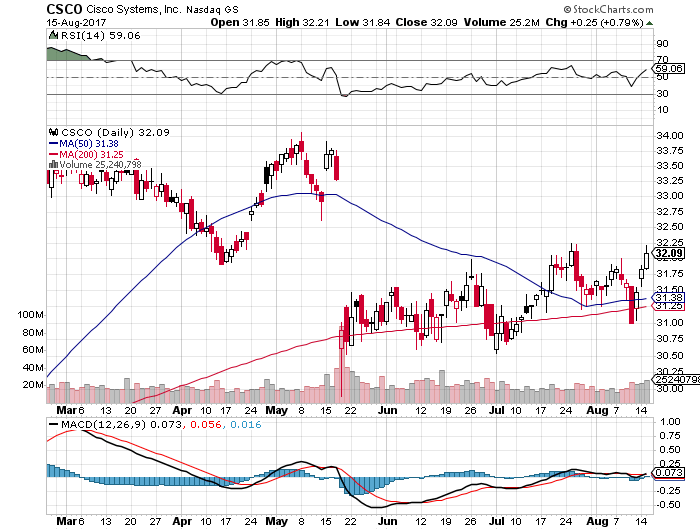 CSCO Cisco Systems, Inc. Nasdaq GS © StockCharts.com
15-Aug-2017 Open 31.85 High 32.21 Low 31.84 Close 32.09 Volume 25.2M Chg +0.25 (+0.79%)
RSI(14) 59.06
90
70
59.06
50
30
10
CSCO (Daily) 32.09
MA(50) 31.38
MA(200) 31.25
Volume 25,240,798
34.00
33.75
33.50
33.25
33.00
32.75
32.50
32.25
32.09
31.75
31.38
31.25
31.00
30.75
30.50
30.25
30.00
100M
80M
60M
40M
20M
25240798
Mar 6 13 20 27 Apr 10 17 24 May 8 15 22 Jun 12 19 26 Jul 10 17 24 Aug 7 14
MACD(12,26,9) 0.073, 0.056, 0.016
1.00
0.75
0.50
0.25
0.073
-0.25
-0.50
Mar 6 13 20 27 Apr 10 17 24 May 8 15 22 Jun 12 19 26 Jul 10 17 24 Aug 7 14